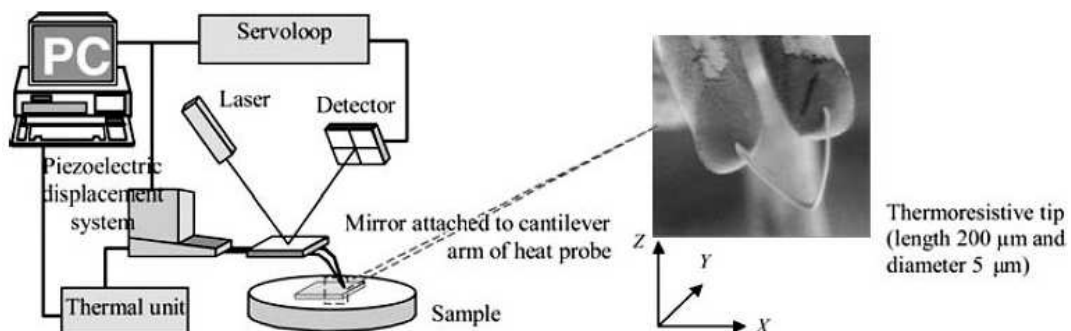 PC
Servoloop
Laser
Detector
Piezoelectric
displacement
system
Mirror attached to cantilever
arm of heat probe
Thermal unit
Sample
Z
Y
X
Thermoresistive tip
(length 200 µm and
diameter 5 µm)